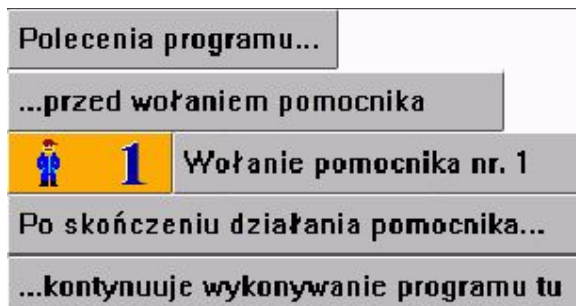 Polecenia programu...
...przed wołaniem pomocnika
1 Wołanie pomocnika nr. 1
Po skończeniu działania pomocnika...
...kontynuuje wykonywanie programu tu